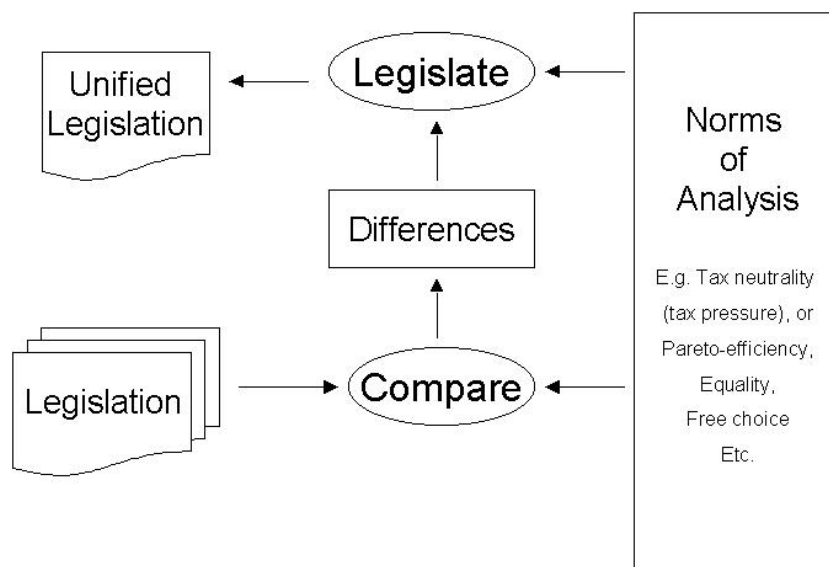 Unified
Legislation
Legislate
Differences
Legislation
Compare
Norms
of
Analysis
E.g. Tax neutrality
(tax pressure), or
Pareto-efficiency,
Equality,
Free choice
Etc.